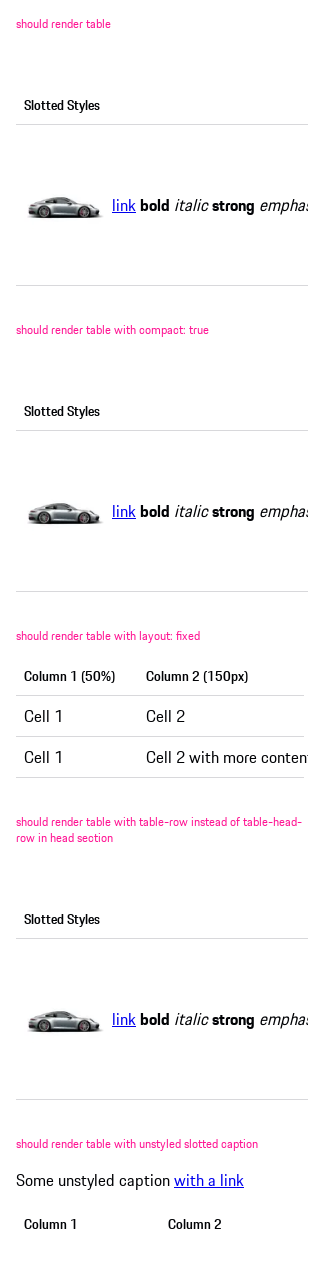 should render table
Slotted Styles
link bold italic strong emphas
should render table with compact: true
Slotted Styles
link bold italic strong emphas
should render table with layout: fixed
Column 1 (50%) Column 2 (150px)
Cell 1 Cell 2
Cell 1 Cell 2 with more conten
should render table with table-row instead of table-head-
row in head section
Slotted Styles
link bold italic strong emphas
should render table with unstyled slotted caption
Some unstyled caption with a link
Column 1 Column 2